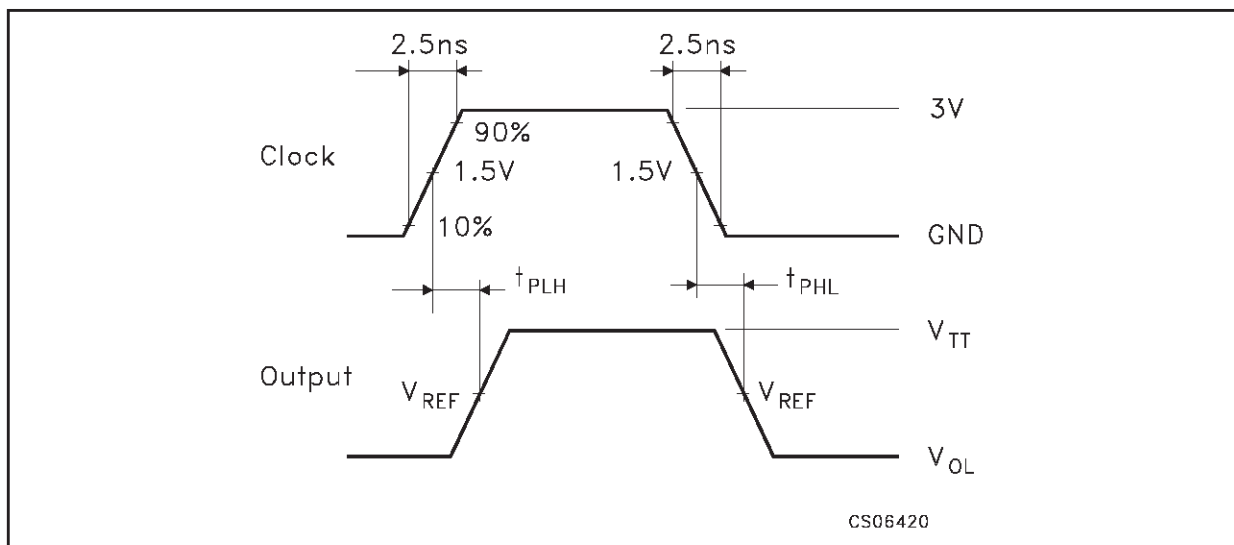 2.5ns 2.5ns
3V
90%
Clock
1.5V 1.5V
10%
GND
tPLH tPHL
VTT
Output
VREF VREF
VOL
CS06420